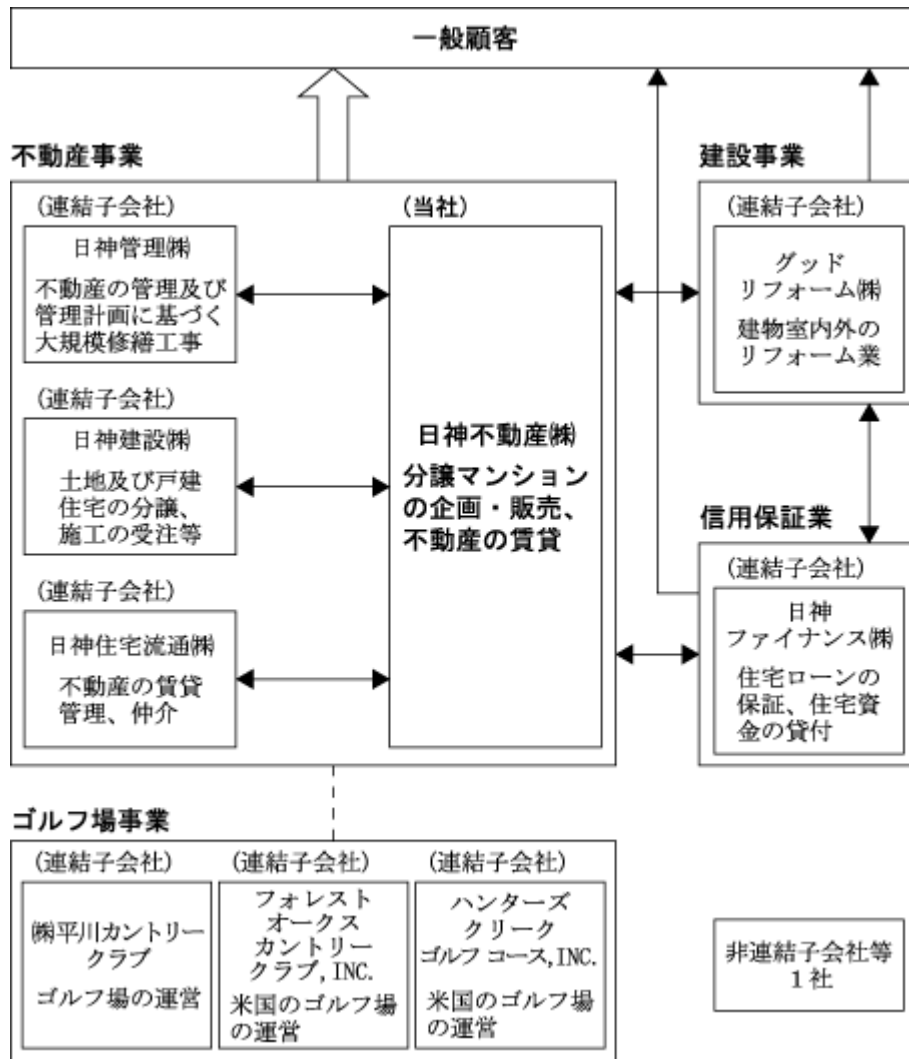 一般顧客
不動産事業
(連結子会社)
日神管理㈱
不動産の管理及び
管理計画に基づく
大規模修繕工事
(連結子会社)
日神建設㈱
土地及び戸建
住宅の分譲、
施工の受注等
(連結子会社)
日神住宅流通㈱
不動産の賃貸
管理、仲介
(当社)
日神不動産㈱
分譲マンション
の企画・販売、
不動産の賃貸
建設事業
(連結子会社)
グッド
リフォーム㈱
建物室内外の
リフォーム業
信用保証業
(連結子会社)
日神
ファイナンス㈱
住宅ローンの
保証、住宅資
金の貸付
ゴルフ場事業
(連結子会社)
㈱平川カントリー
クラブ
ゴルフ場の運営
(連結子会社)
フォレスト
オークス
カントリー
クラブ,INC.
米国のゴルフ場
の運営
(連結子会社)
ハンターズ
クリーク
ゴルフ コース,INC.
米国のゴルフ場
の運営
非連結子会社等
1社